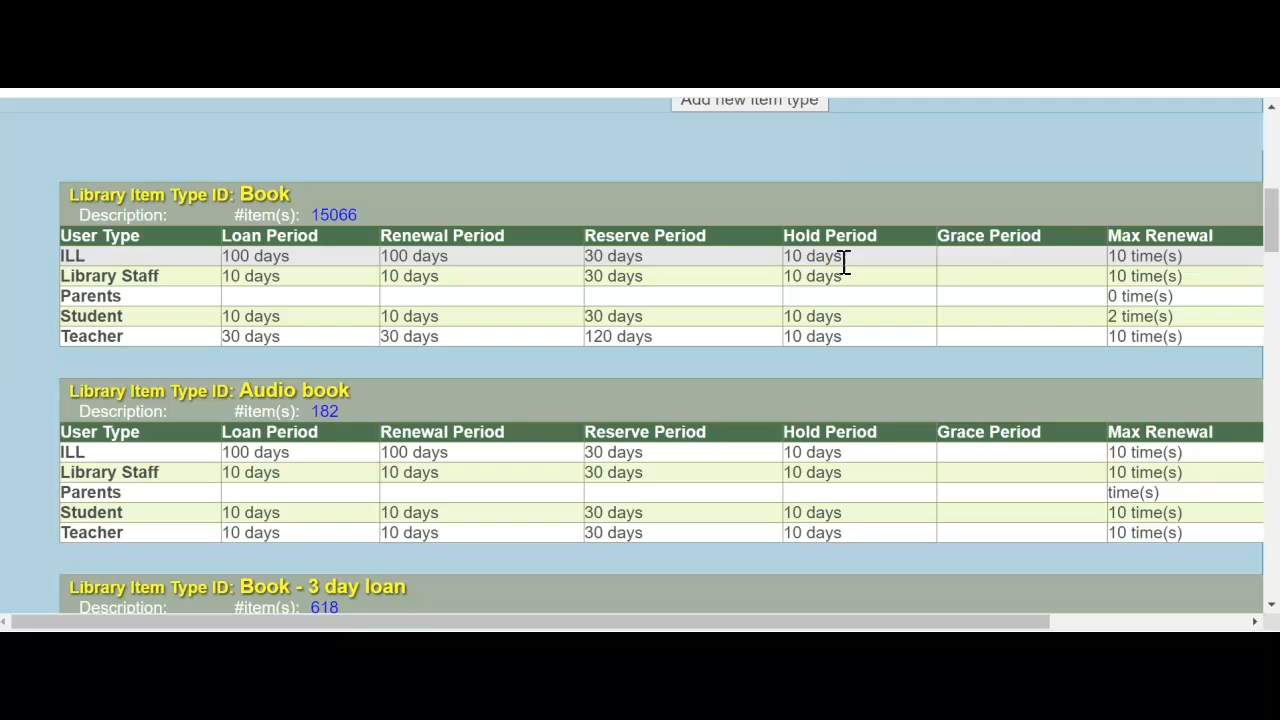 Add new item type
Library Item Type ID: Book
Description: #item(s): 15066
User Type Loan Period Renewal Period Reserve Period Hold Period Grace Period Max Renewal
ILL 100 days 100 days 30 days 10 days 10 time(s)
Library Staff 10 days 10 days 30 days 10 days 10 time(s)
Parents 0 time(s)
Student 10 days 10 days 30 days 10 days 2 time(s)
Teacher 30 days 30 days 120 days 10 days 10 time(s)
Library Item Type ID: Audio book
Description: #item(s): 182
User Type Loan Period Renewal Period Reserve Period Hold Period Grace Period Max Renewal
ILL 100 days 100 days 30 days 10 days 10 time(s)
Library Staff 10 days 10 days 30 days 10 days 10 time(s)
Parents time(s)
Student 10 days 10 days 30 days 10 days 10 time(s)
Teacher 10 days 10 days 30 days 10 days 10 time(s)
Library Item Type ID: Book - 3 day loan
Description: #item(s): 618